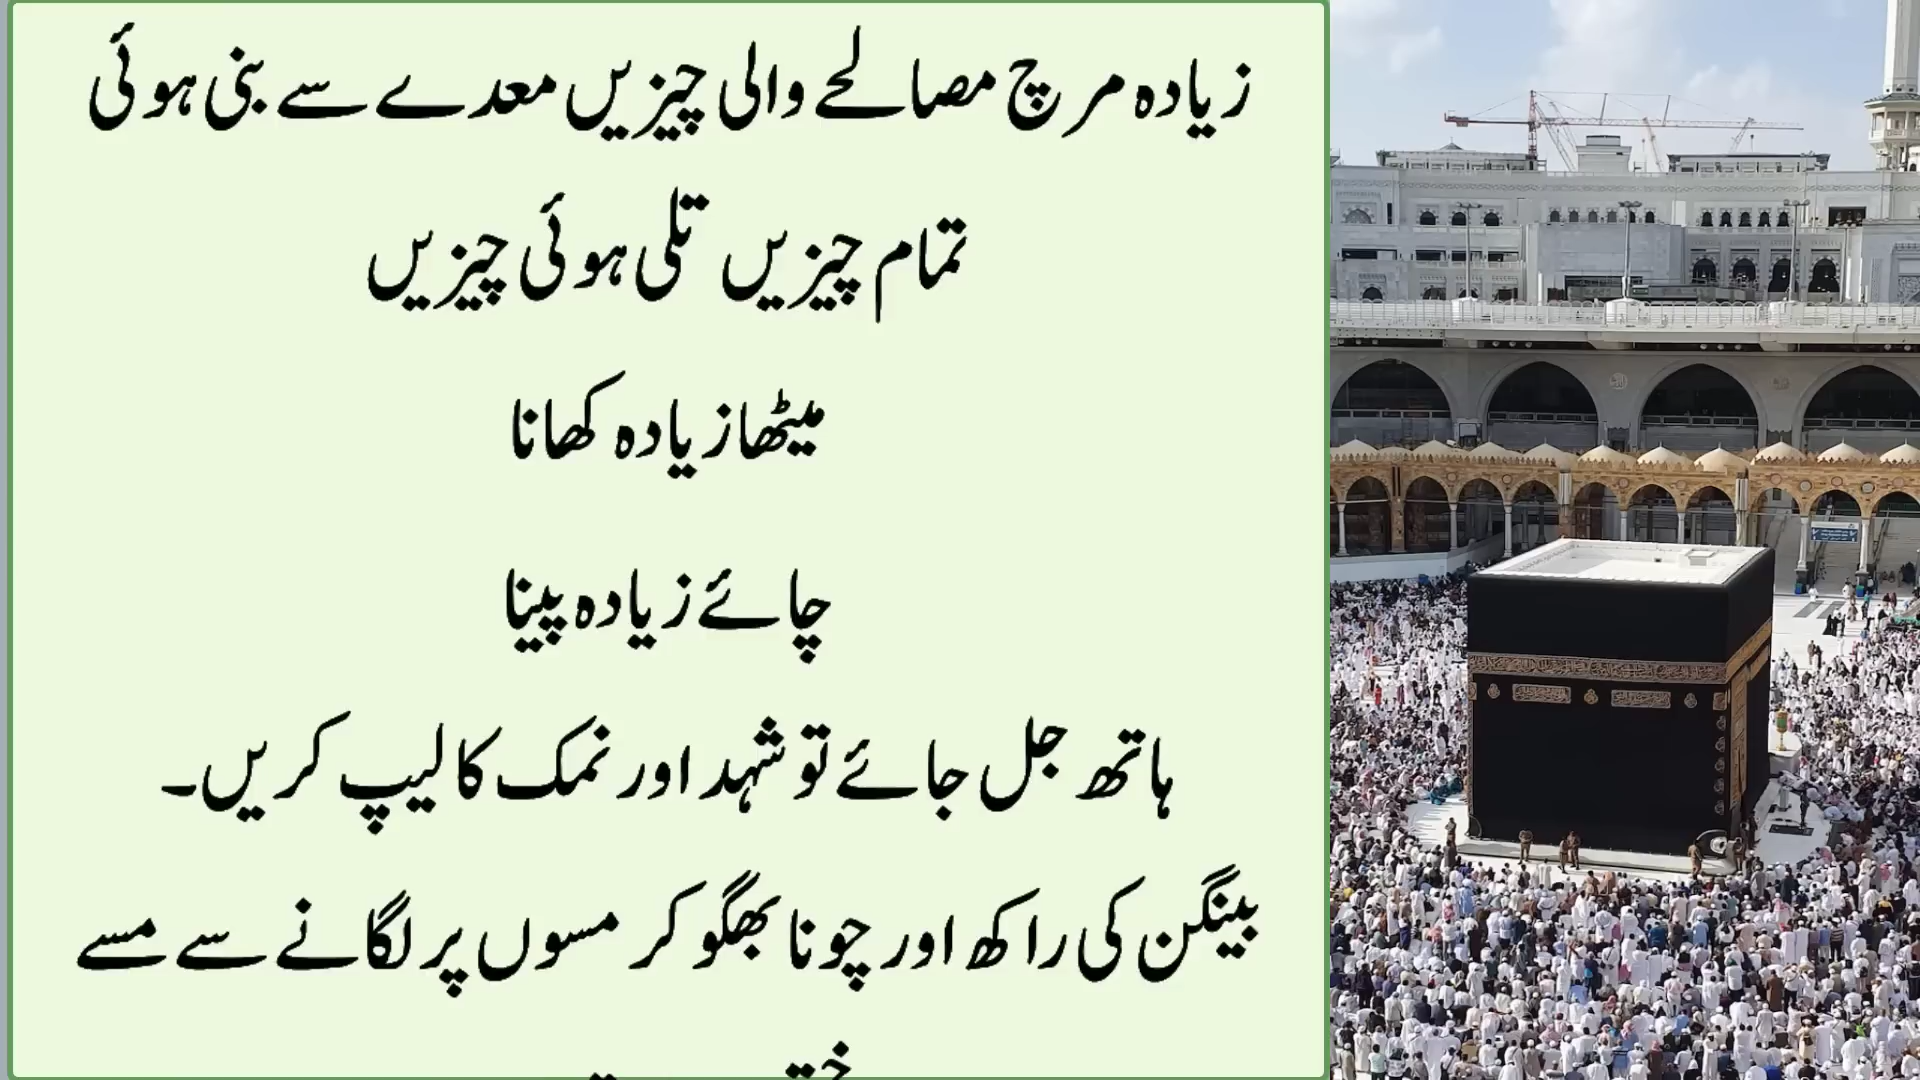 زیادہ مرچ مصالحے والی چیزیں معدے سے بنی ہوئی
تمام چیزیں تلی ہوئی چیزیں
میٹھا زیادہ کھانا
چائے زیادہ پینا
ہاتھ جل جائے تو شہد اور نمک کا لیپ کریں۔
بینگن کی راکھ اور چونا بھگو کر مسوں پر لگانے سے مسے